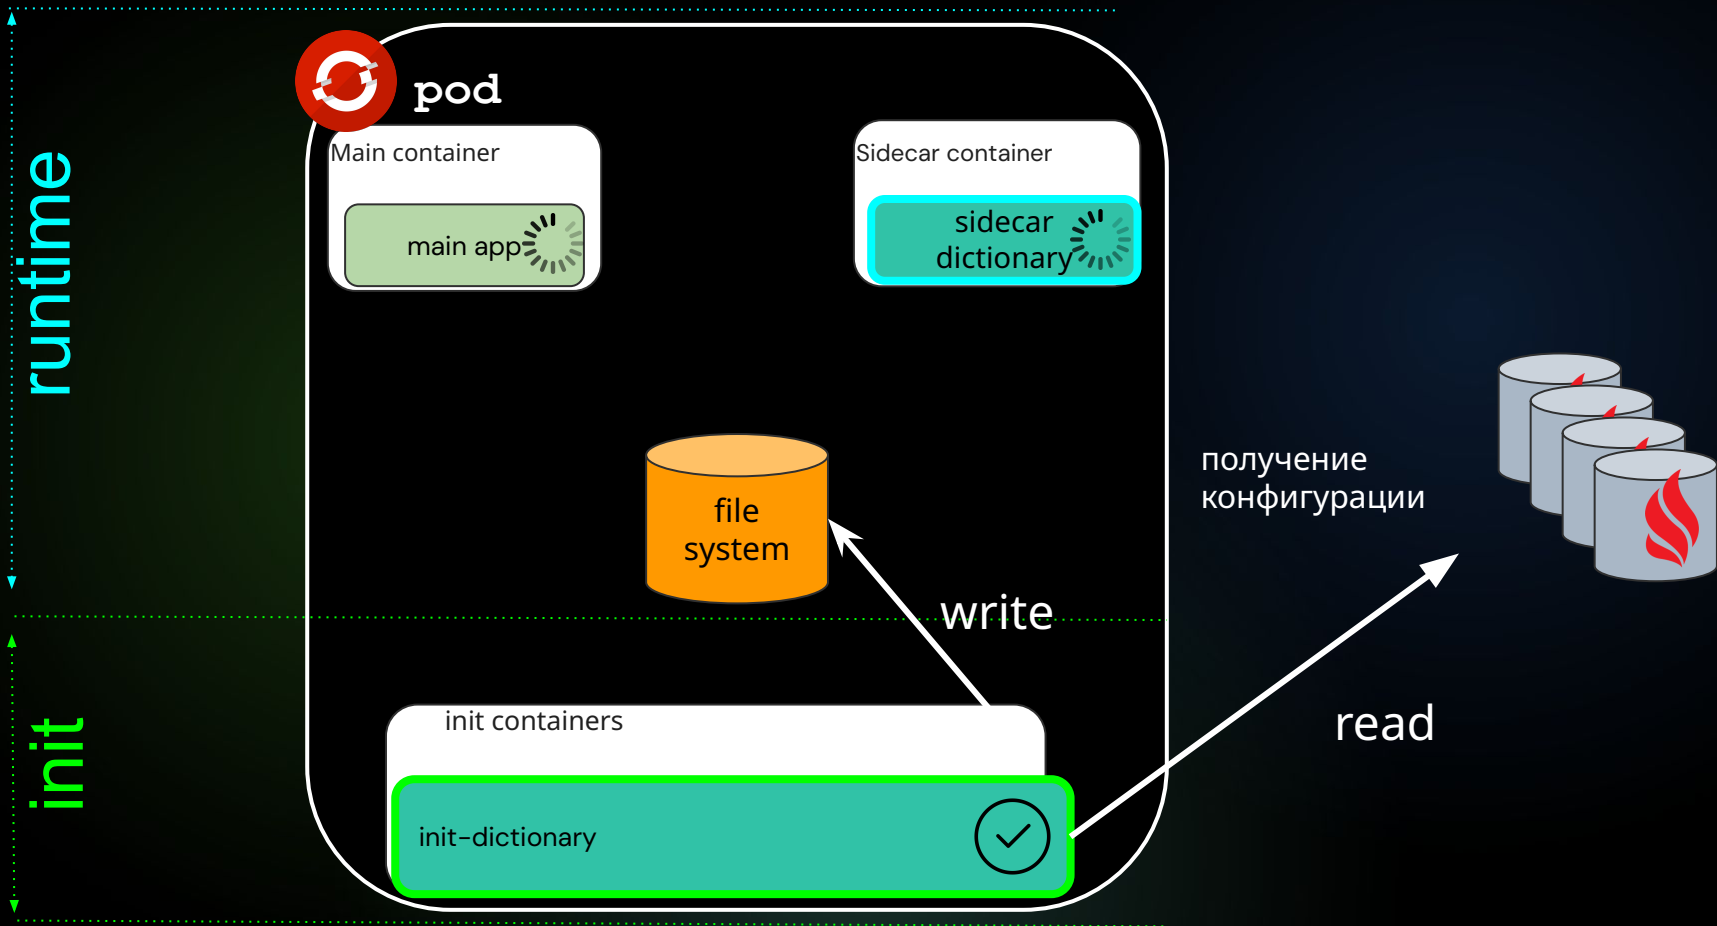 pod
Main container
main app
Sidecar container
sidecar
dictionary
runtime
file
system
получение
конфигурации
write
read
init
init containers
init-dictionary